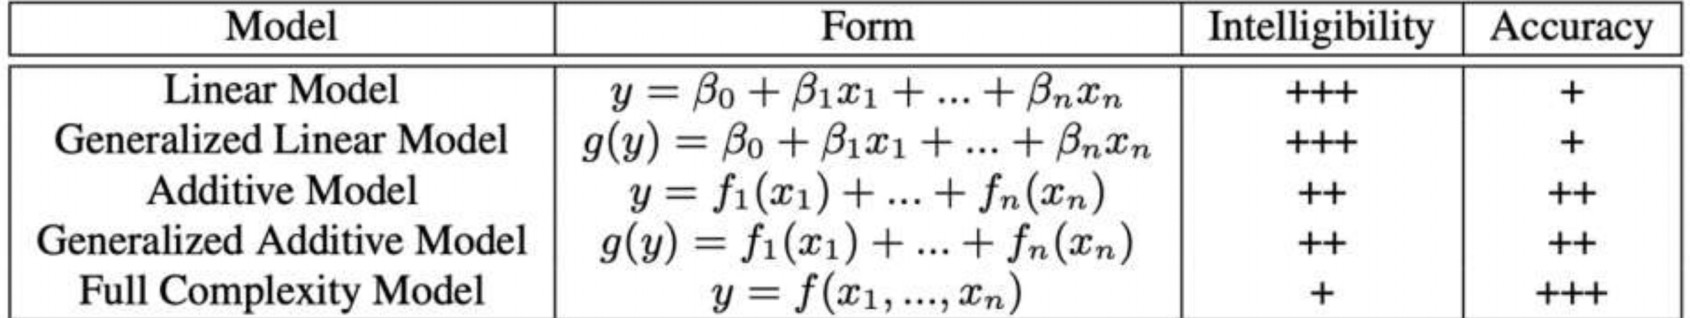 Model Form Intelligibility Accuracy
Linear Model y = β₀ + β₁x₁ + ... + βₙxₙ +++ +
Generalized Linear Model g(y) = β₀ + β₁x₁ + ... + βₙxₙ +++ +
Additive Model y = f₁(x₁) + ... + fₙ(xₙ) ++ ++
Generalized Additive Model g(y) = f₁(x₁) + ... + fₙ(xₙ) ++ ++
Full Complexity Model y = f(x₁, ..., xₙ) + +++